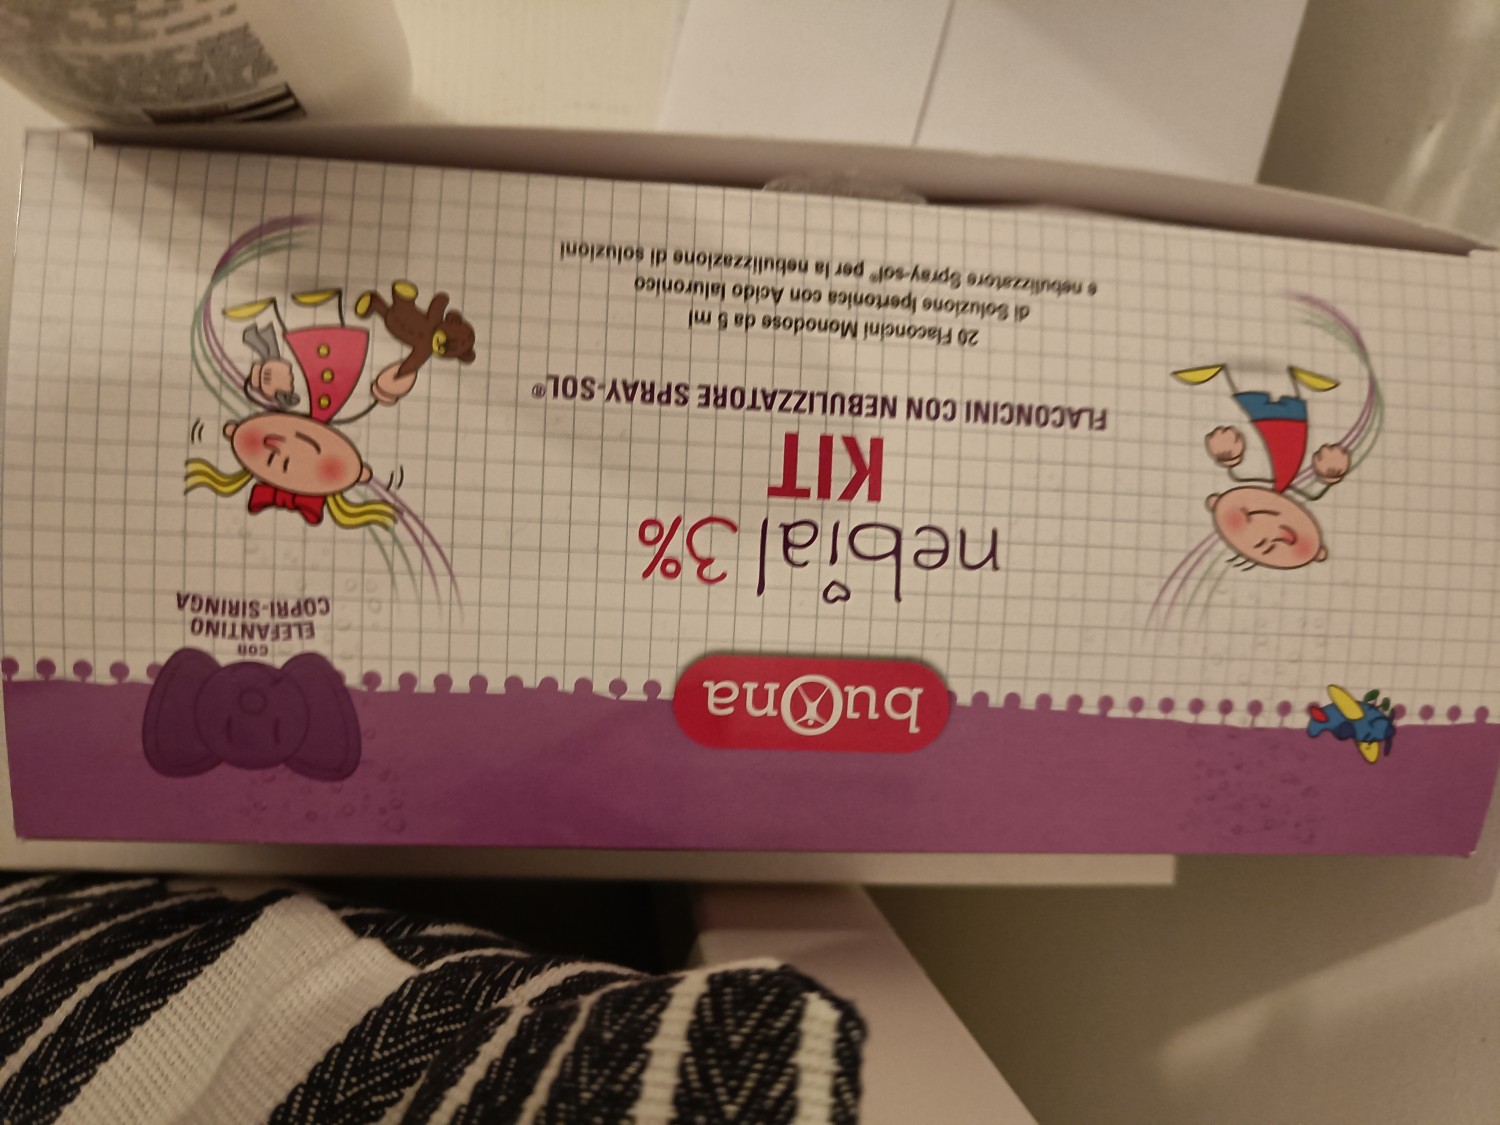 buona
con
ELEFANTINO
COPRI-SIRINGA
nebial 3%
KIT
FLACONCINI CON NEBULIZZATORE SPRAY-SOL®
20 Flaconcini Monodose da 5 ml
di Soluzione Ipertonica con Acido Ialuronico
e nebulizzatore Spray-sol® per la nebulizzazione di soluzioni